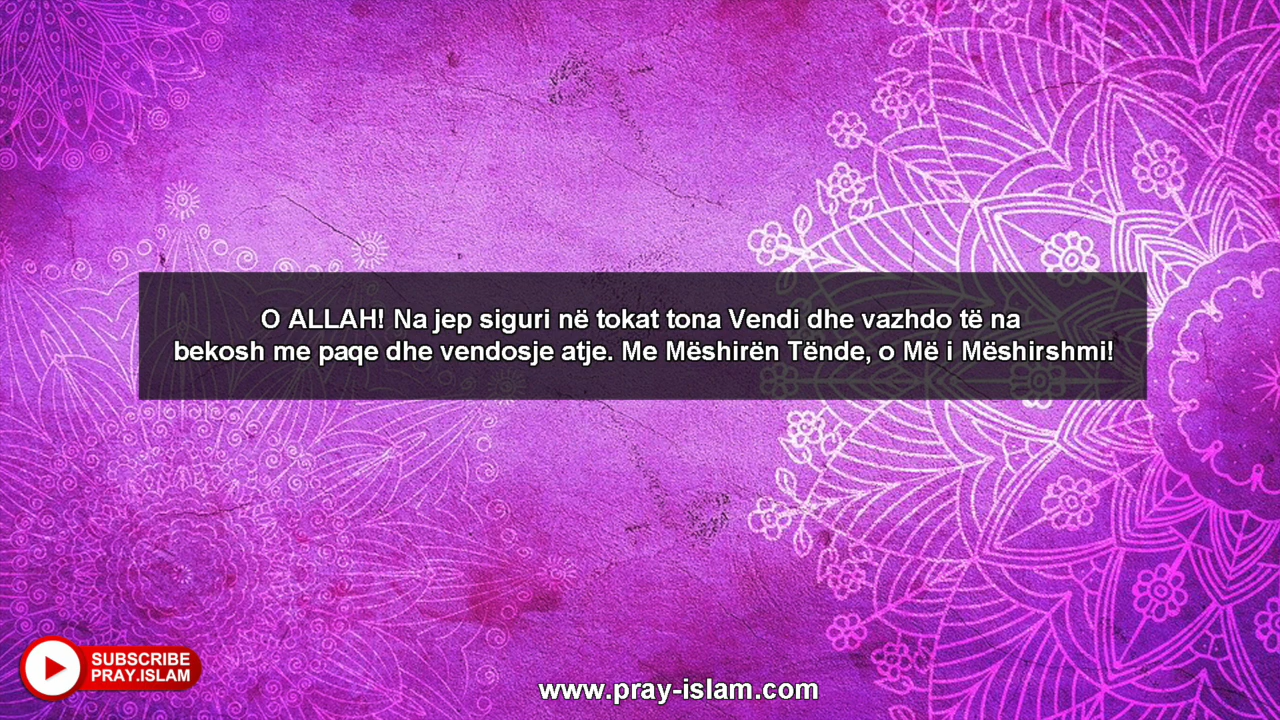 O ALLAH! Na jep siguri në tokat tona Vendi dhe vazhdo të na
bekosh me paqe dhe vendosje atje. Me Mëshirën Tënde, o Më i Mëshirshmi!
SUBSCRIBE
PRAY.ISLAM
www.pray-islam.com